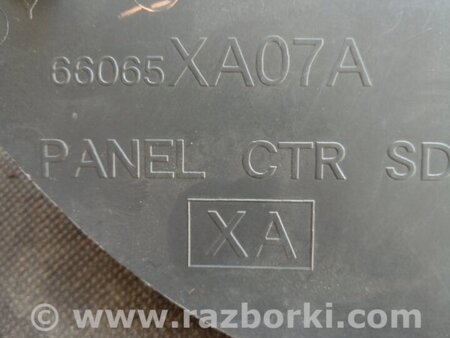 66065XA07A
PANEL CTR SD
XA
© www.razborki.com